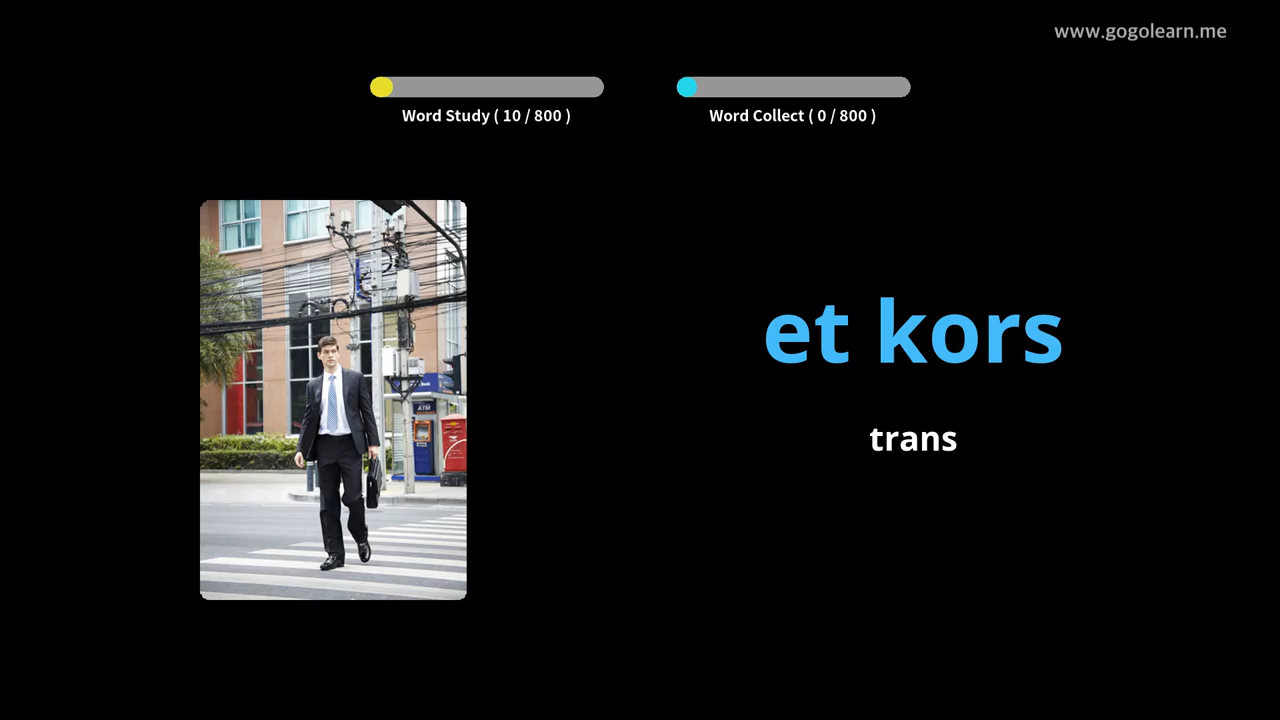 www.gogolearn.me
Word Study ( 10 / 800 )
Word Collect ( 0 / 800 )
et kors
trans
ATM